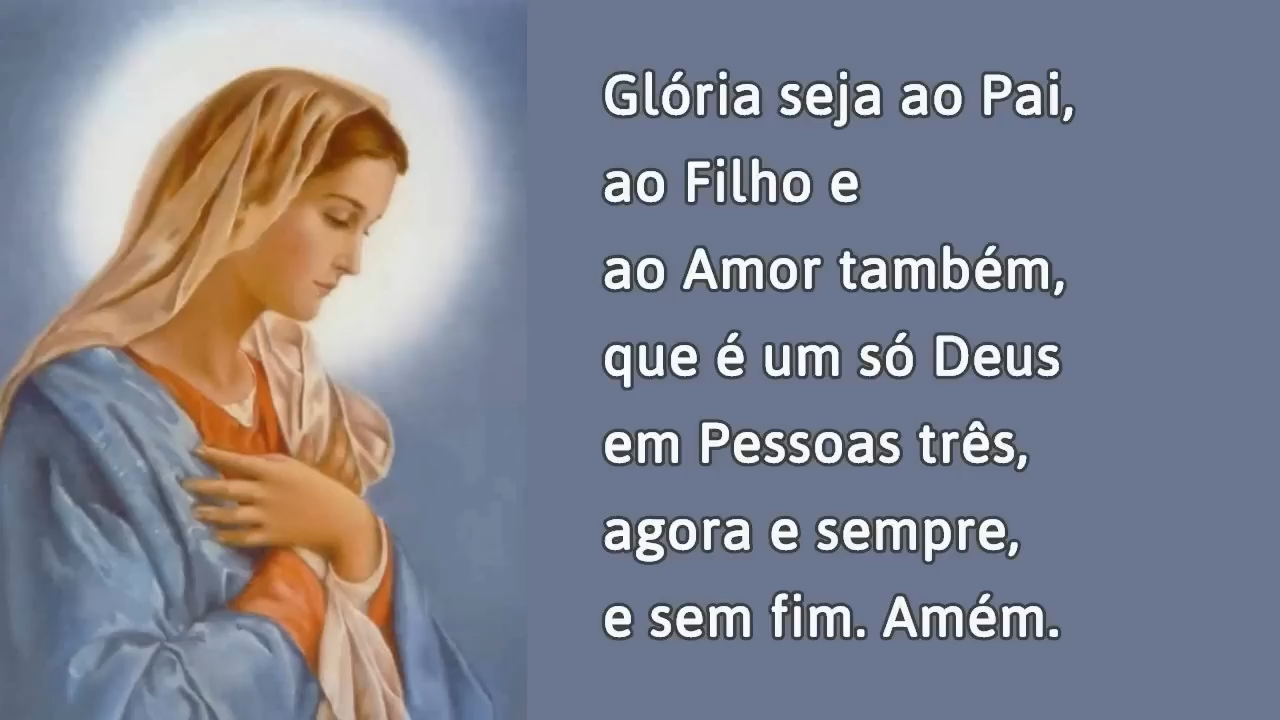 Glória seja ao Pai,
ao Filho e
ao Amor também,
que é um só Deus
em Pessoas três,
agora e sempre,
e sem fim. Amém.